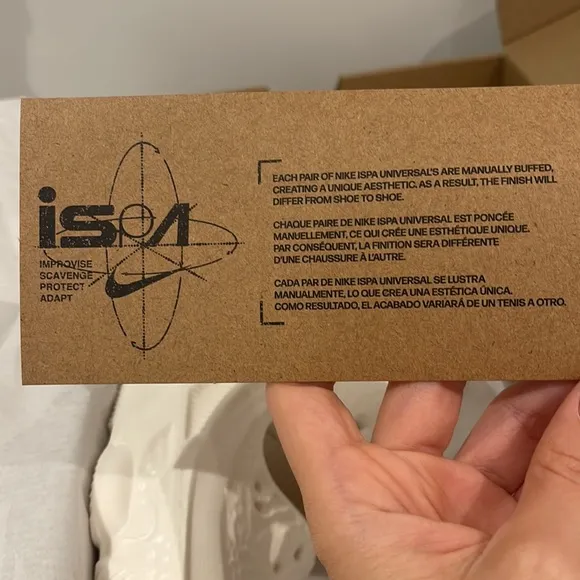 iSPA
IMPROVISE
SCAVENGE
PROTECT
ADAPT
EACH PAIR OF NIKE ISPA UNIVERSAL'S ARE MANUALLY BUFFED,
CREATING A UNIQUE AESTHETIC. AS A RESULT, THE FINISH WILL
DIFFER FROM SHOE TO SHOE.
CHAQUE PAIRE DE NIKE ISPA UNIVERSAL EST PONCÉE
MANUELLEMENT, CE QUI CRÉE UNE ESTHÉTIQUE UNIQUE.
PAR CONSÉQUENT, LA FINITION SERA DIFFÉRENTE
D'UNE CHAUSSURE À L'AUTRE.
CADA PAR DE NIKE ISPA UNIVERSAL SE LUSTRA
MANUALMENTE, LO QUE CREA UNA ESTÉTICA ÚNICA.
COMO RESULTADO, EL ACABADO VARIARÁ DE UN TENIS A OTRO.